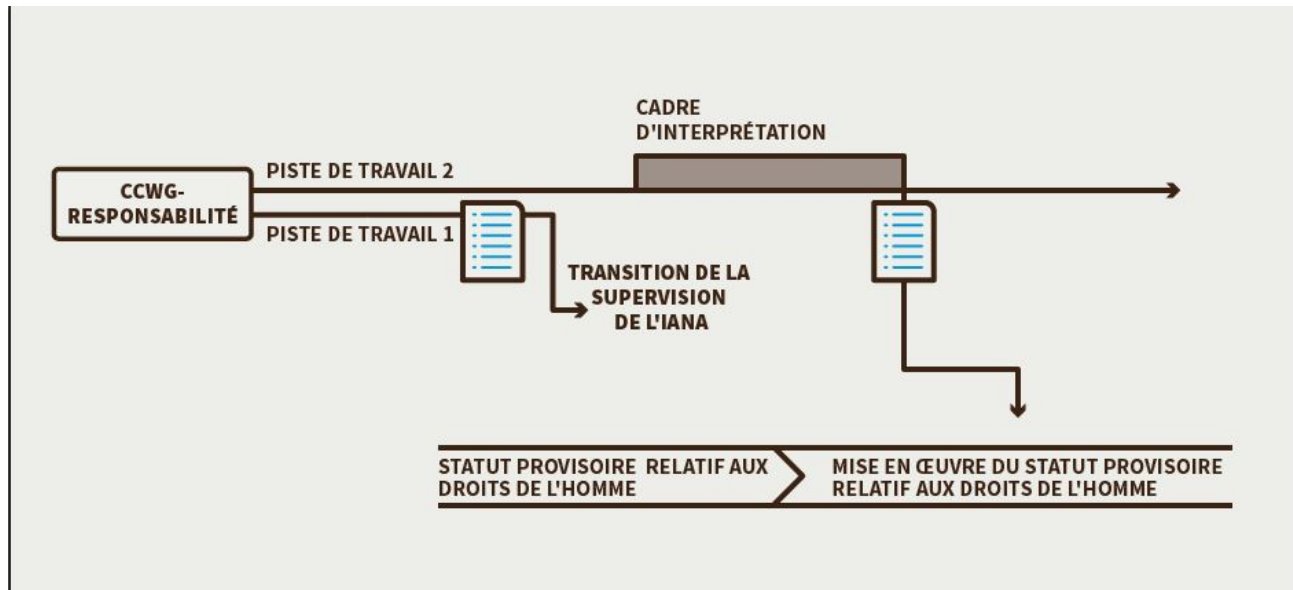 CADRE
D'INTERPRÉTATION
PISTE DE TRAVAIL 2
CCWG-
RESPONSABILITÉ
PISTE DE TRAVAIL 1
TRANSITION DE LA
SUPERVISION
DE L'IANA
STATUT PROVISOIRE RELATIF AUX
DROITS DE L'HOMME
MISE EN ŒUVRE DU STATUT PROVISOIRE
RELATIF AUX DROITS DE L'HOMME